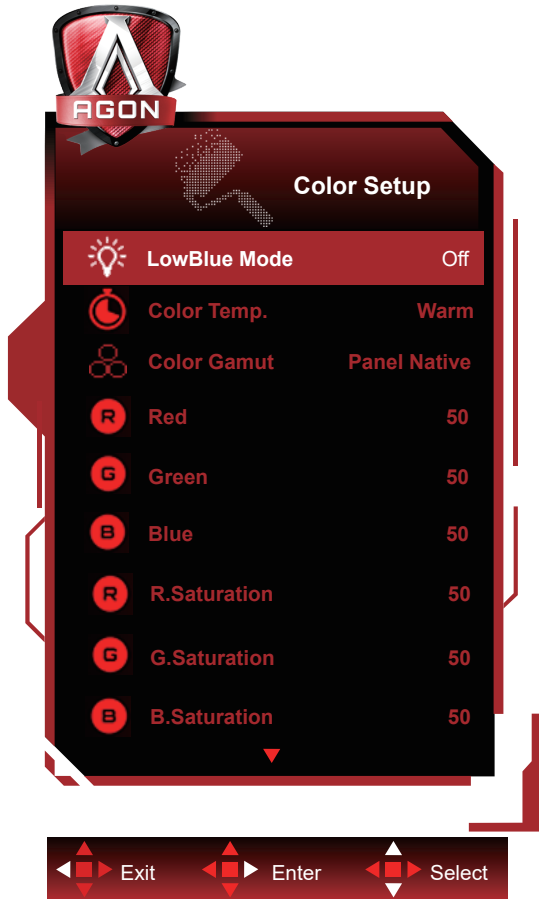 AGON
Color Setup
LowBlue Mode Off
Color Temp. Warm
Color Gamut Panel Native
R Red 50
G Green 50
B Blue 50
R R.Saturation 50
G G.Saturation 50
B B.Saturation 50
Exit Enter Select